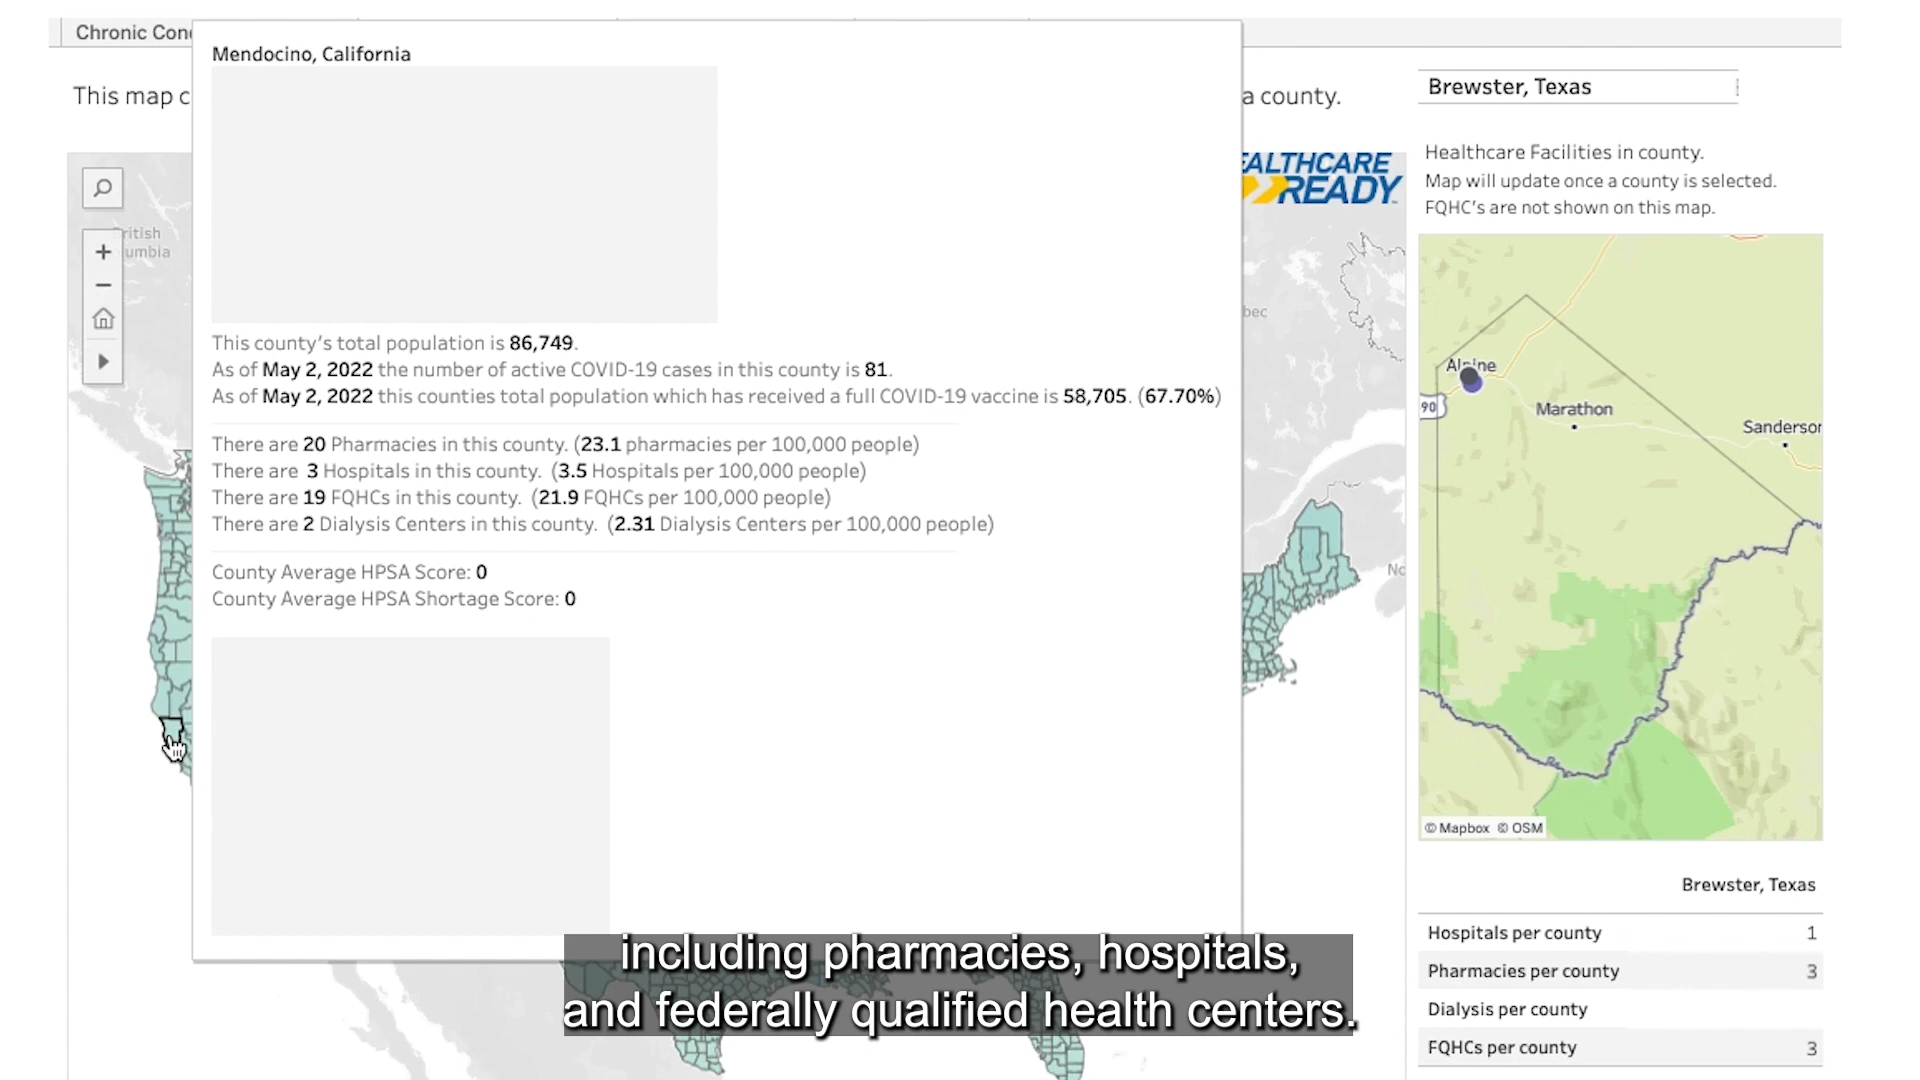 Chronic Con
Mendocino, California
This map c
a county.
Brewster, Texas
EALTHCARE
READY
Healthcare Facilities in county.
Map will update once a county is selected.
FQHC's are not shown on this map.
ritish
umbia
bec
This county's total population is 86,749.
As of May 2, 2022 the number of active COVID-19 cases in this county is 81.
As of May 2, 2022 this counties total population which has received a full COVID-19 vaccine is 58,705. (67.70%)
There are 20 Pharmacies in this county. (23.1 pharmacies per 100,000 people)
There are 3 Hospitals in this county. (3.5 Hospitals per 100,000 people)
There are 19 FQHCs in this county. (21.9 FQHCs per 100,000 people)
There are 2 Dialysis Centers in this county. (2.31 Dialysis Centers per 100,000 people)
County Average HPSA Score: 0
County Average HPSA Shortage Score: 0
No
Alpine
90
Marathon
Sanderson
© Mapbox © OSM
Brewster, Texas
Hospitals per county 1
Pharmacies per county 3
Dialysis per county
FQHCs per county 3
including pharmacies, hospitals,
and federally qualified health centers.